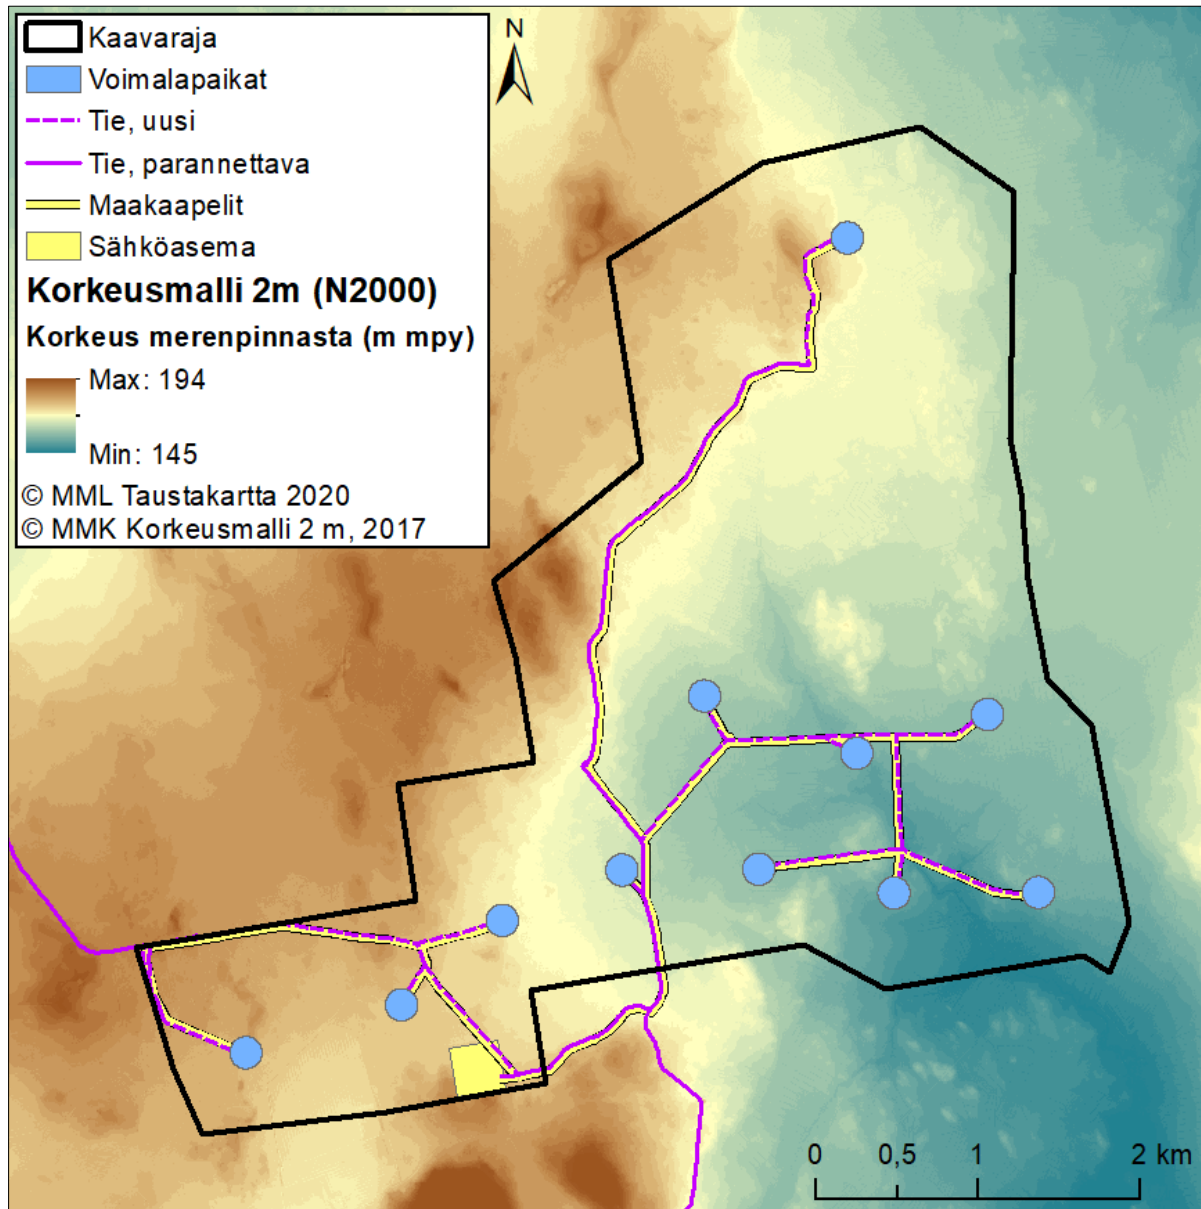 Kaavaraja
Voimalapaikat
Tie, uusi
Tie, parannettava
Maakaapelit
Sähköasema
Korkeusmalli 2m (N2000)
Korkeus merenpinnasta (m mpy)
Max: 194
Min: 145
© MML Taustakartta 2020
© MMK Korkeusmalli 2 m, 2017
N
0 0,5 1 2 km